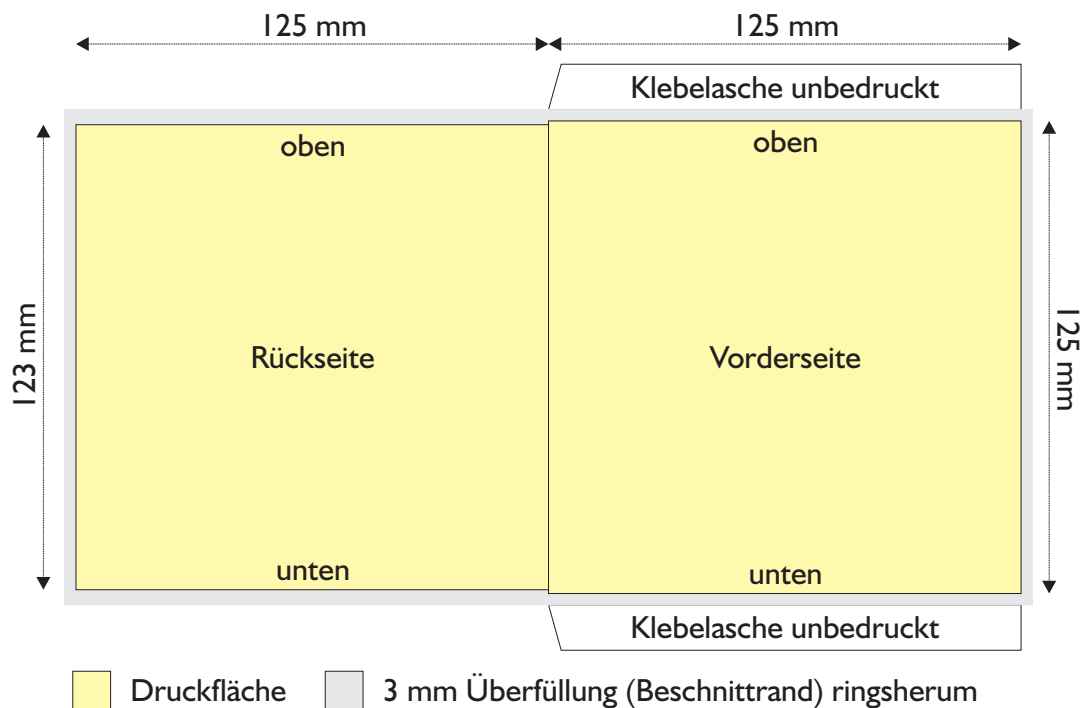 125 mm
125 mm
Klebelasche unbedruckt
oben
oben
123 mm
Rückseite
Vorderseite
125 mm
unten
unten
Klebelasche unbedruckt
Druckfläche
3 mm Überfüllung (Beschnittrand) ringsherum